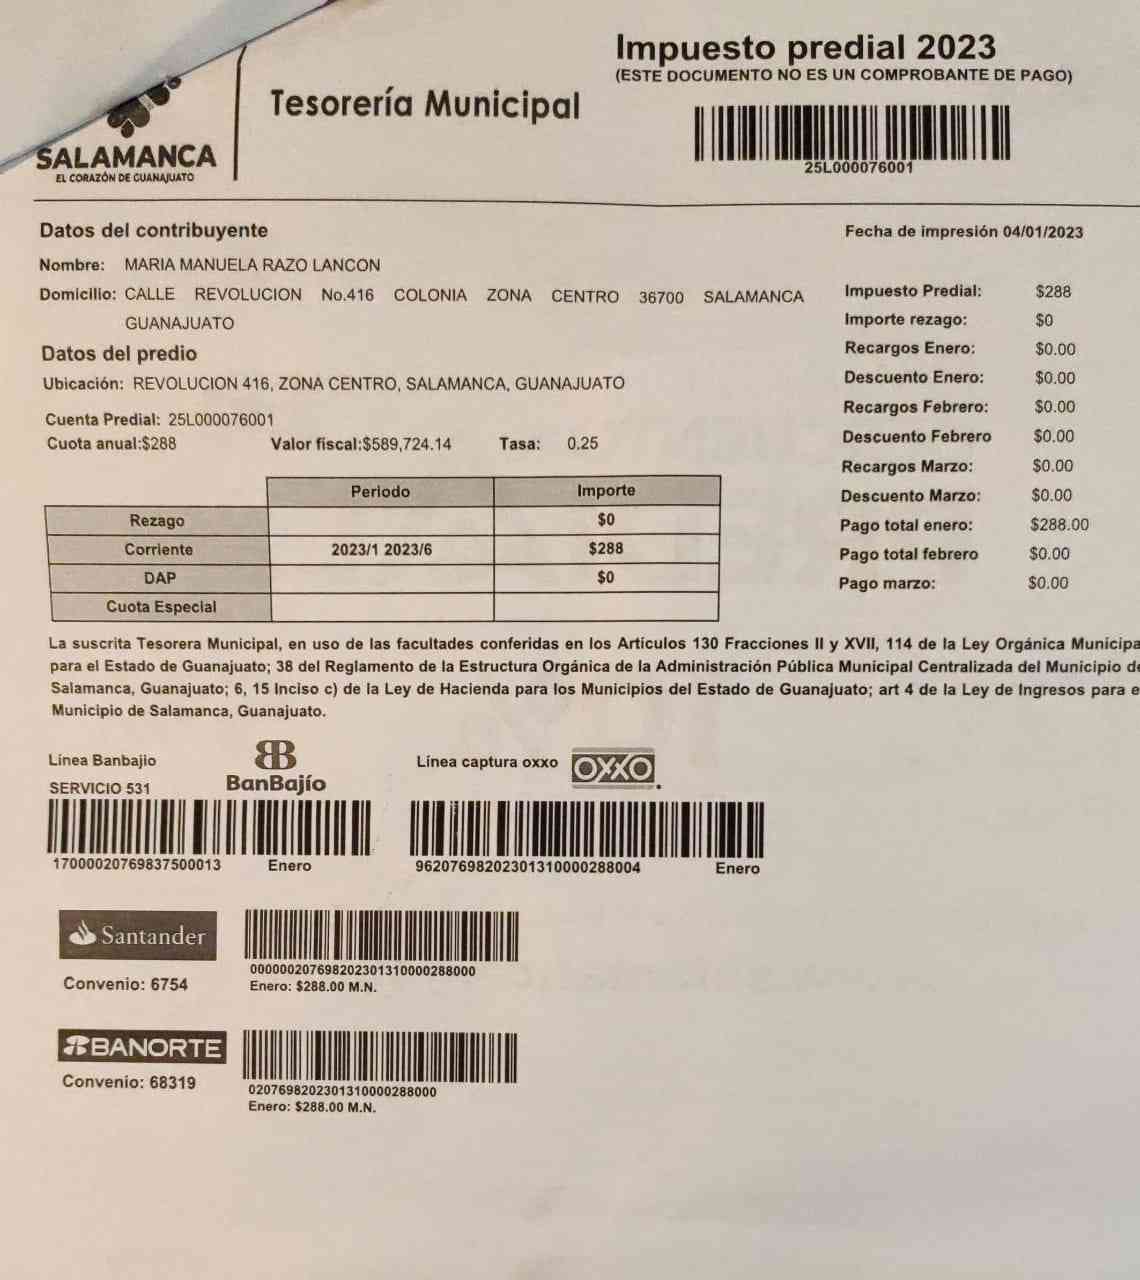 Impuesto predial 2023
(ESTE DOCUMENTO NO ES UN COMPROBANTE DE PAGO)
Tesorería Municipal
SALAMANCA
EL CORAZÓN DE GUANAJUATO
25L000076001
Datos del contribuyente
Fecha de impresión 04/01/2023
Nombre: MARIA MANUELA RAZO LANCON
Domicilio: CALLE REVOLUCION No.416 COLONIA ZONA CENTRO 36700 SALAMANCA
GUANAJUATO
Datos del predio
Ubicación: REVOLUCION 416, ZONA CENTRO, SALAMANCA, GUANAJUATO
Cuenta Predial: 25L000076001
Cuota anual:$288 Valor fiscal:$589,724.14 Tasa: 0.25
Impuesto Predial: $288
Importe rezago: $0
Recargos Enero: $0.00
Descuento Enero: $0.00
Recargos Febrero: $0.00
Descuento Febrero $0.00
Recargos Marzo: $0.00
Descuento Marzo: $0.00
Pago total enero: $288.00
Pago total febrero $0.00
Pago marzo: $0.00
Periodo Importe
Rezago $0
Corriente 2023/1 2023/6 $288
DAP $0
Cuota Especial
La suscrita Tesorera Municipal, en uso de las facultades conferidas en los Artículos 130 Fracciones II y XVII, 114 de la Ley Orgánica Municipa
para el Estado de Guanajuato; 38 del Reglamento de la Estructura Orgánica de la Administración Pública Municipal Centralizada del Municipio de
Salamanca, Guanajuato; 6, 15 Inciso c) de la Ley de Hacienda para los Municipios del Estado de Guanajuato; art 4 de la Ley de Ingresos para e
Municipio de Salamanca, Guanajuato.
Línea Banbajio
SERVICIO 531
BanBajío
Línea captura oxxo OXXO
17000020769837500013 Enero
96207698202301310000288004 Enero
Santander
Convenio: 6754
000000207698202301310000288000
Enero: $288.00 M.N.
BANORTE
Convenio: 68319
0207698202301310000288000
Enero: $288.00 M.N.